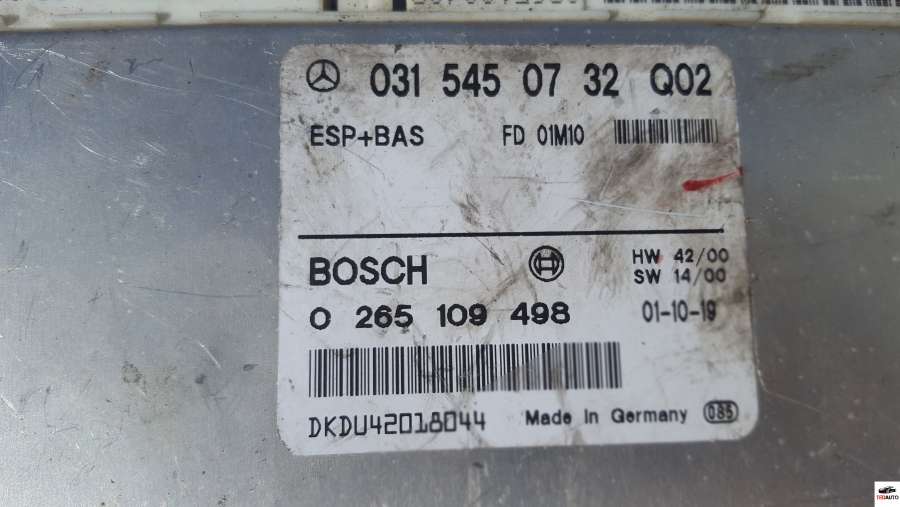 031 545 07 32 Q02
ESP+BAS FD 01M10
BOSCH HW 42/00
SW 14/00
0 265 109 498 01-10-19
DKDU42018044 Made in Germany 085
TEDAUTO